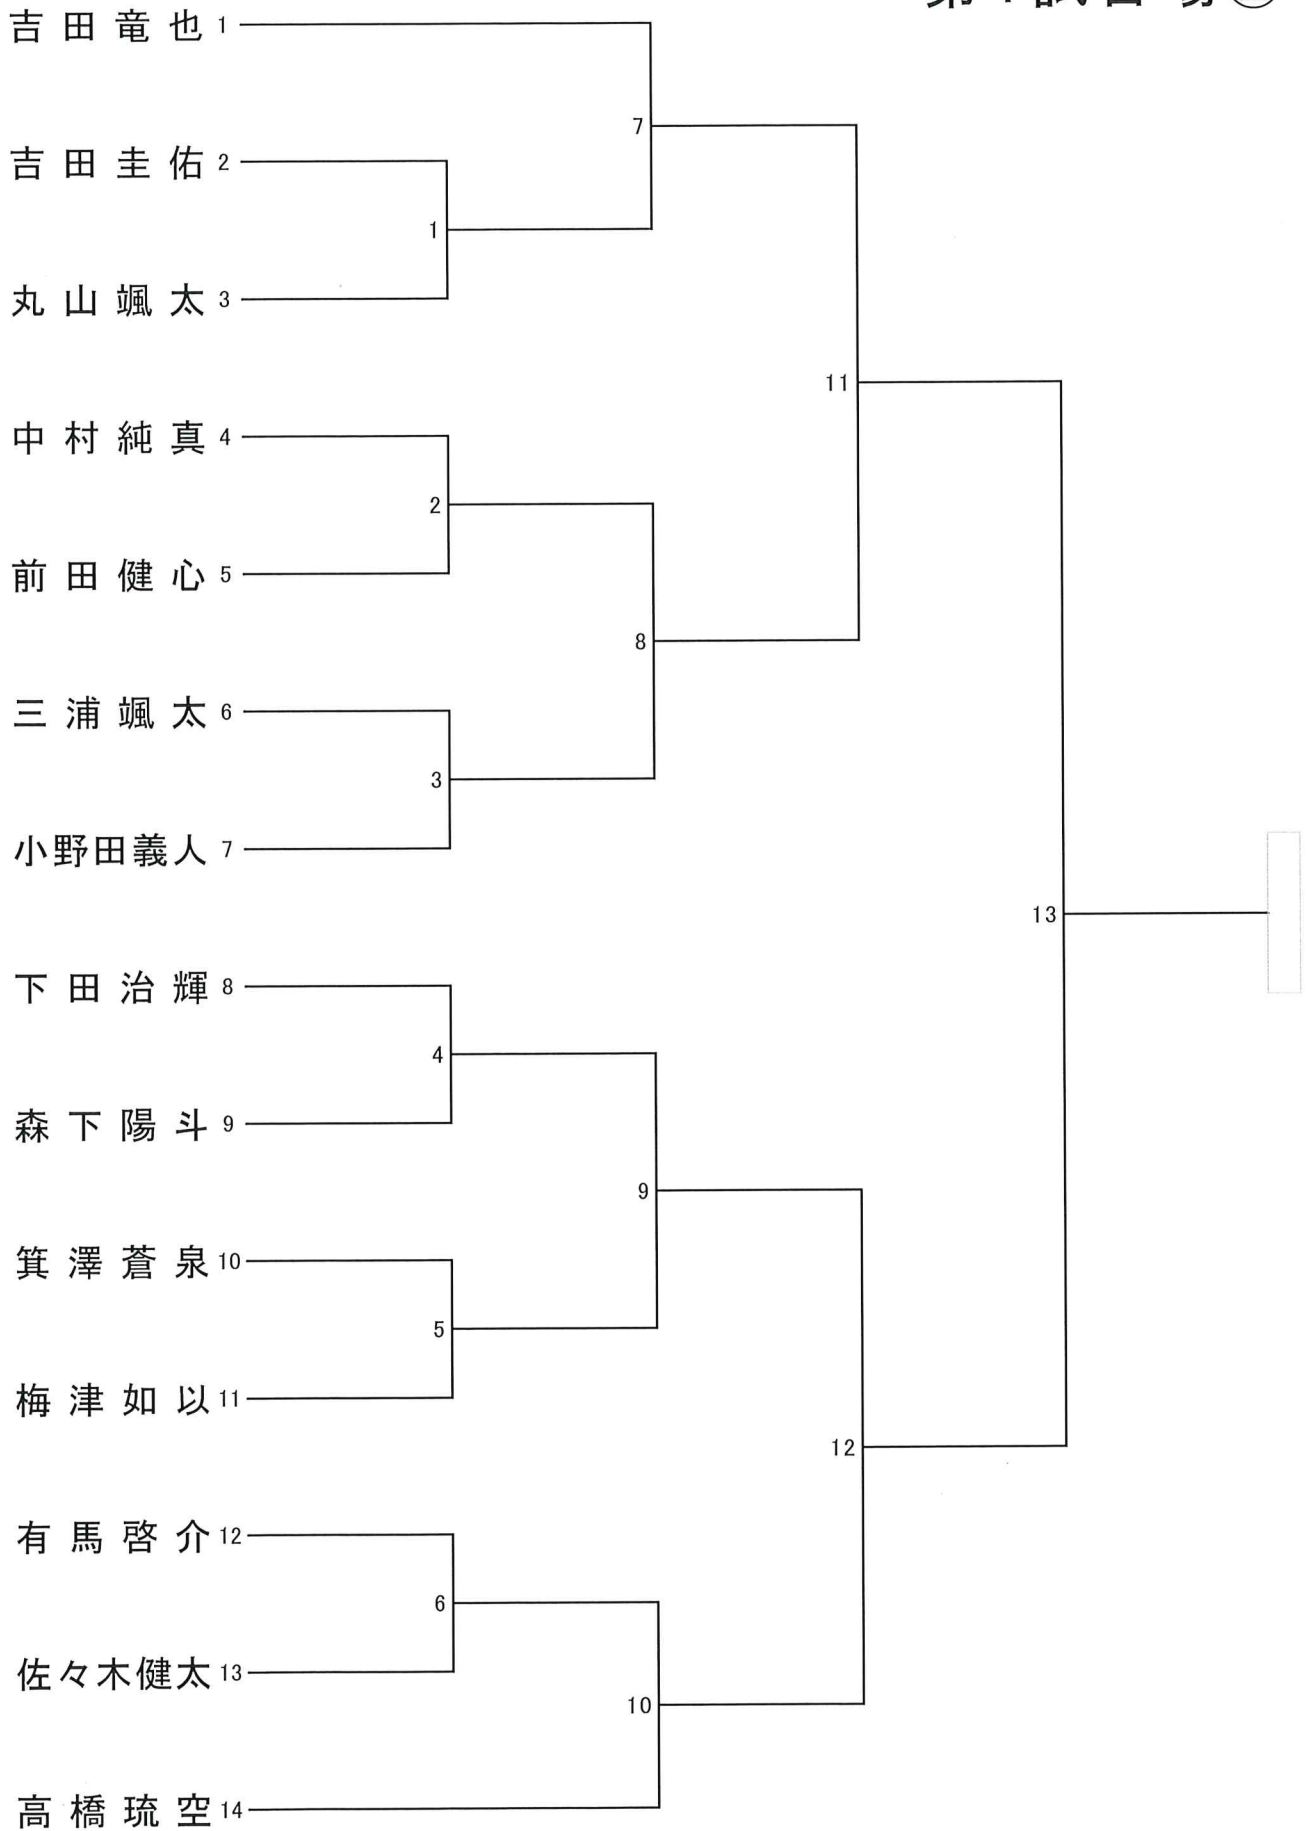 吉田竜也 1
7
吉田圭佑 2
1
丸山颯太 3
11
中村純真 4
2
前田健心 5
8
三浦颯太 6
3
小野田義人 7
13
下田治輝 8
4
森下陽斗 9
9
箕澤蒼泉 10
5
梅津如以 11
12
有馬啓介 12
6
佐々木健太 13
10
高橋琉空 14